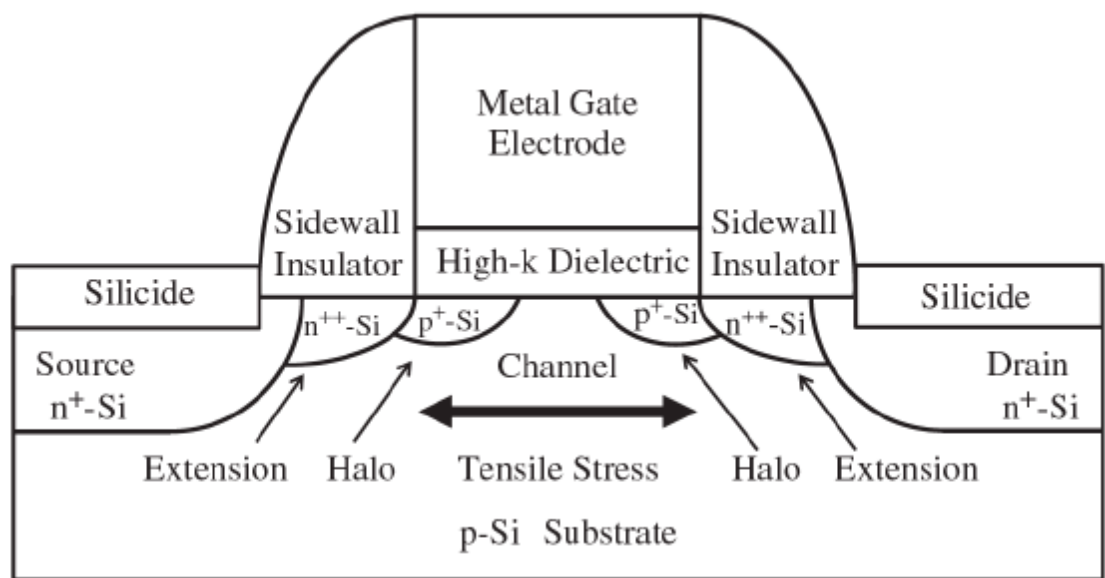 Metal Gate
Electrode
Sidewall
Insulator
High-k Dielectric
Sidewall
Insulator
Silicide
Silicide
n++-Si
p+-Si
p+-Si
n++-Si
Source
n+-Si
Channel
Drain
n+-Si
Extension
Halo
Tensile Stress
Halo
Extension
p-Si Substrate